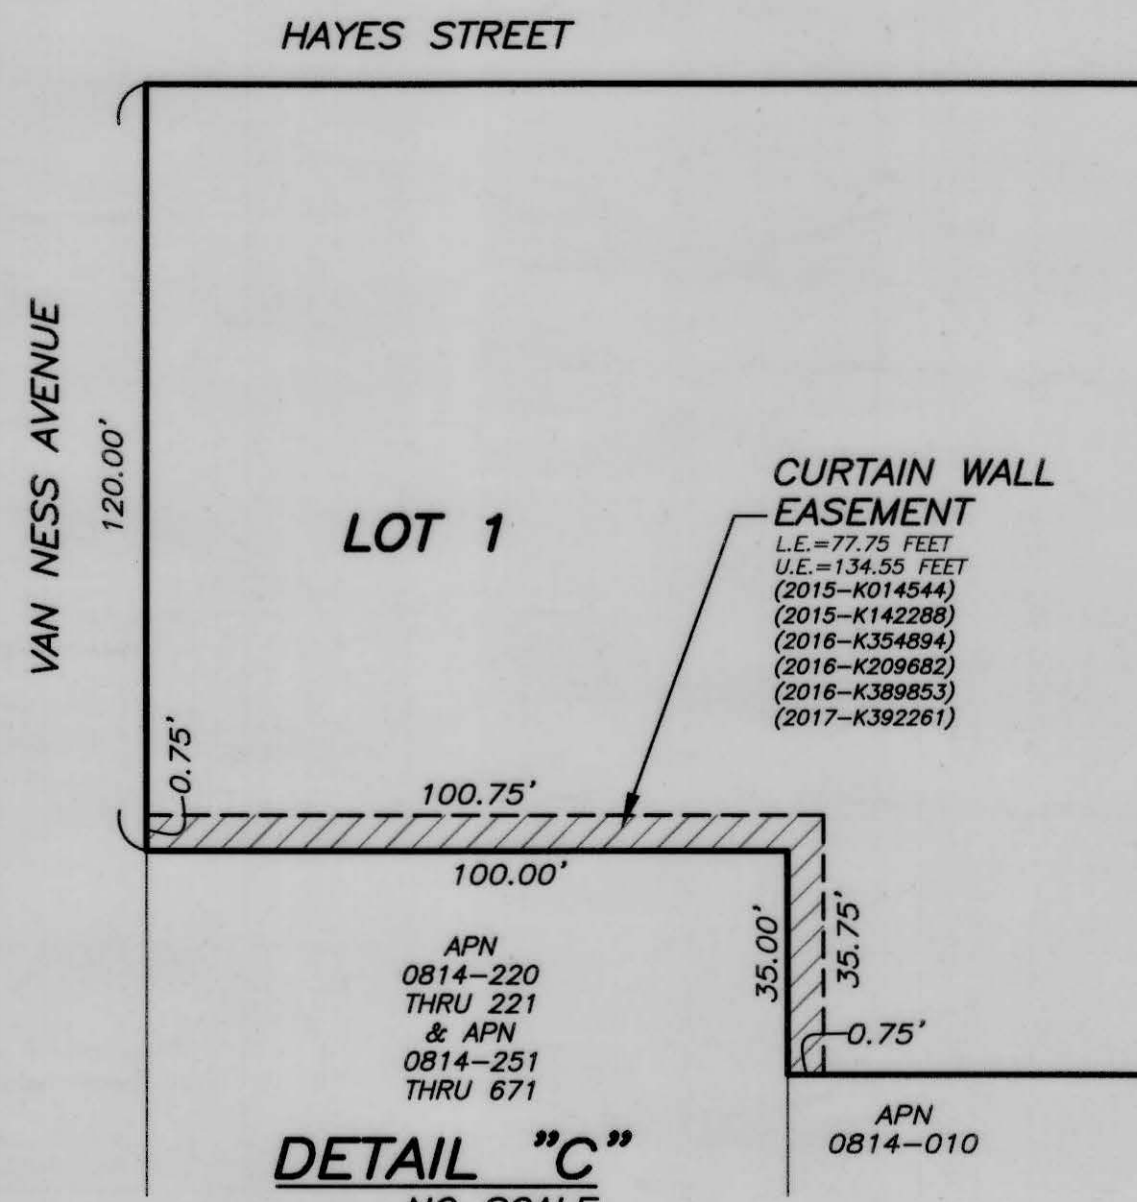 HAYES STREET
VAN NESS AVENUE
120.00'
LOT 1
CURTAIN WALL
EASEMENT
L.E.=77.75 FEET
U.E.=134.55 FEET
(2015-K014544)
(2015-K142288)
(2016-K354894)
(2016-K209682)
(2016-K389853)
(2017-K392261)
0.75'
100.75'
100.00'
35.00'
35.75'
0.75'
APN
0814-220
THRU 221
& APN
0814-251
THRU 671
APN
0814-010
DETAIL "C"
NO SCALE